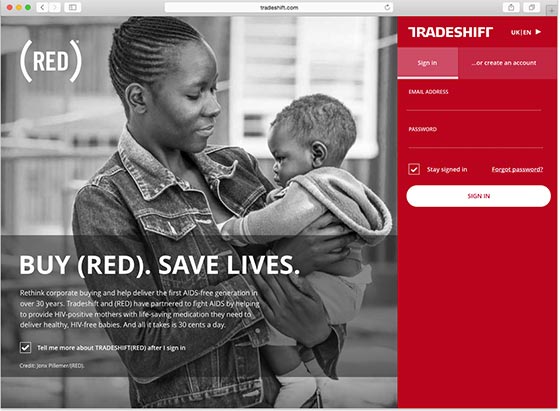 tradeshift.com
(RED)™
TRADESHIFT
UK|EN ▶
Sign in
...or create an account
EMAIL ADDRESS
PASSWORD
Stay signed in
Forgot password?
SIGN IN
BUY (RED). SAVE LIVES.
Rethink corporate buying and help deliver the first AIDS-free generation in
over 30 years. Tradeshift and (RED) have partnered to fight AIDS by helping
to provide HIV-positive mothers with life-saving medication they need to
deliver healthy, HIV-free babies. And all it takes is 30 cents a day.
Tell me more about TRADESHIFT(RED) after I sign in
Credit: Jonx Pillemer/(RED).